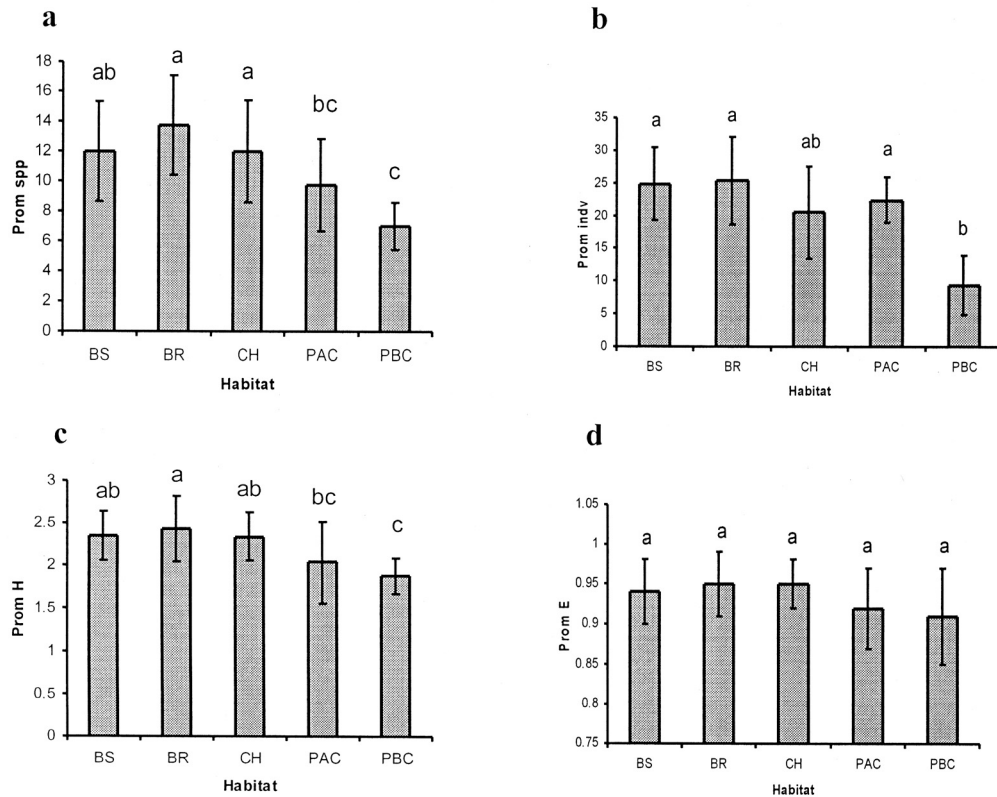 a
ab a a bc c
18
16
14
12
10
8
6
4
2
0
Prom spp
BS BR CH PAC PBC
Habitat
b
a a ab a b
35
30
25
20
15
10
5
0
Prom indv
BS BR CH PAC PBC
Habitat
c
ab a ab bc c
3
2.5
2
1.5
1
0.5
0
Prom H
BS BR CH PAC PBC
Habitat
d
a a a a a
1.05
1
0.95
0.9
0.85
0.8
0.75
Prom E
BS BR CH PAC PBC
Habitat